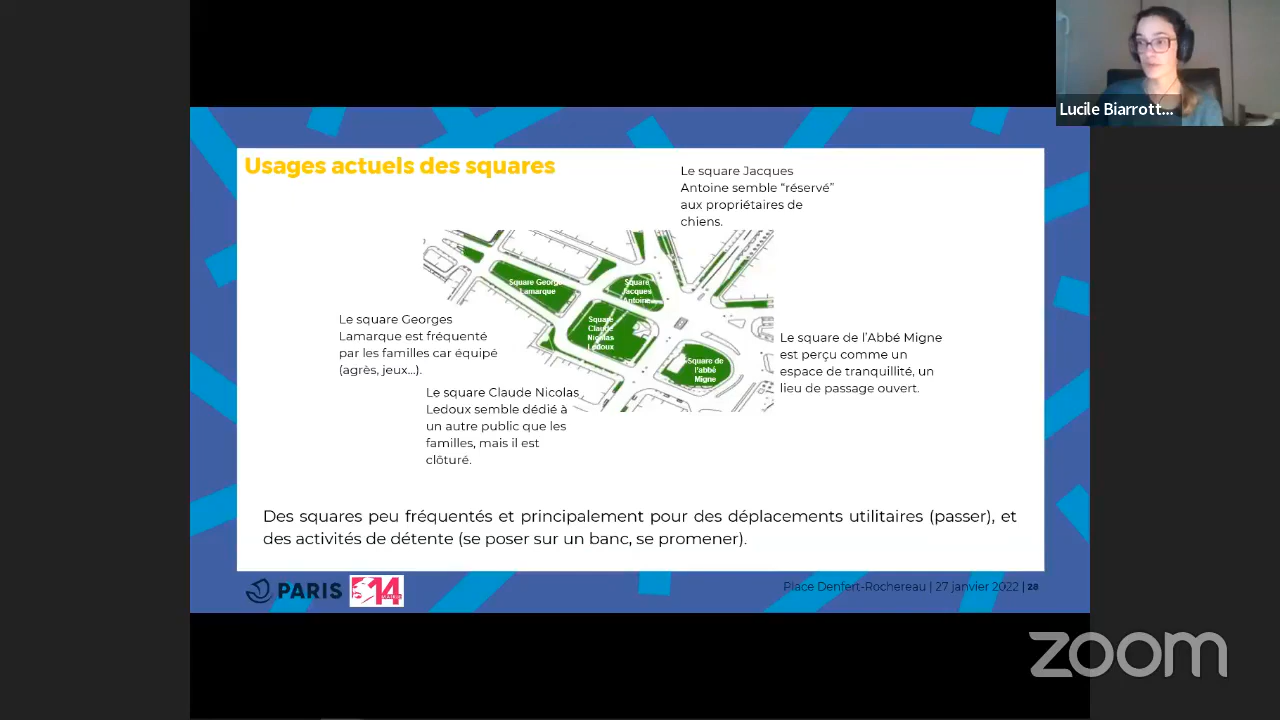 Lucile Biarrott...
Usages actuels des squares
Le square Jacques
Antoine semble “réservé”
aux propriétaires de
chiens.
Square Georg
Lamarque
Square
Jacques
Antoine
Square
Claude
Nicolas
Ledoux
Square de
l'abbé
Migne
Le square Georges
Lamarque est fréquenté
par les familles car équipé
(agrès, jeux...).
Le square de l’Abbé Migne
est perçu comme un
espace de tranquillité, un
lieu de passage ouvert.
Le square Claude Nicolas
Ledoux semble dédié à
un autre public que les
familles, mais il est
clôturé.
Des squares peu fréquentés et principalement pour des déplacements utilitaires (passer), et
des activités de détente (se poser sur un banc, se promener).
PARIS
MAIRIE 14
Place Denfert-Rochereau | 27 janvier 2022 | 28
zoom